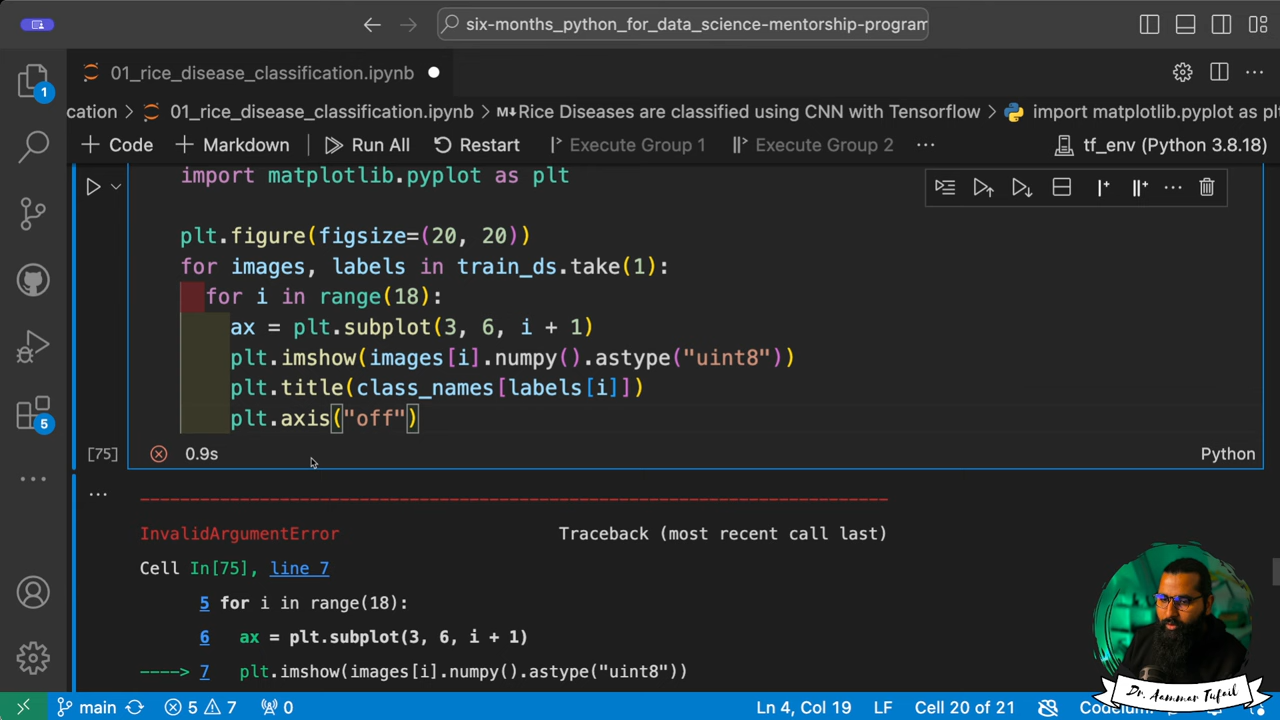 six-months_python_for_data_science-mentorship-program
01_rice_disease_classification.ipynb
1
cation > 01_rice_disease_classification.ipynb > M↓Rice Diseases are classified using CNN with Tensorflow > import matplotlib.pyplot as pl
+ Code + Markdown Run All Restart Execute Group 1 Execute Group 2 ... tf_env (Python 3.8.18)
import matplotlib.pyplot as plt
plt.figure(figsize=(20, 20))
for images, labels in train_ds.take(1):
for i in range(18):
ax = plt.subplot(3, 6, i + 1)
plt.imshow(images[i].numpy().astype("uint8"))
plt.title(class_names[labels[i]])
plt.axis("off")
5
[75] 0.9s Python
InvalidArgumentError Traceback (most recent call last)
Cell In[75], line 7
5 for i in range(18):
6 ax = plt.subplot(3, 6, i + 1)
----> 7 plt.imshow(images[i].numpy().astype("uint8"))
Dr. Aammar Tufail
main 5 7 0 Ln 4, Col 19 LF Cell 20 of 21